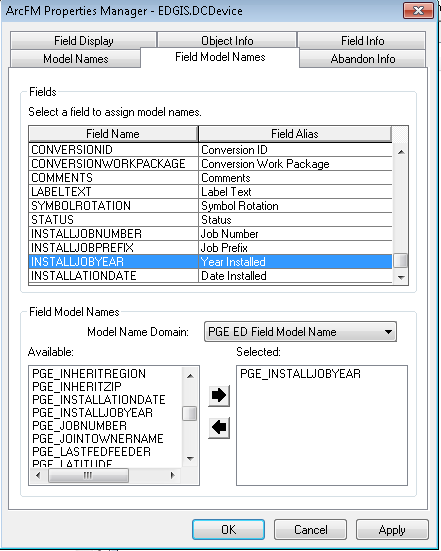 ArcFM Properties Manager - EDGIS.DCDevice
Field Display Object Info Field Info
Model Names Field Model Names Abandon Info
Fields
Select a field to assign model names.
Field Name Field Alias
CONVERSIONID Conversion ID
CONVERSIONWORKPACKAGE Conversion Work Package
COMMENTS Comments
LABELTEXT Label Text
SYMBOLROTATION Symbol Rotation
STATUS Status
INSTALLJOBNUMBER Job Number
INSTALLJOBPREFIX Job Prefix
INSTALLJOBYEAR Year Installed
INSTALLATIONDATE Date Installed
Field Model Names
Model Name Domain: PGE ED Field Model Name
Available: Selected:
PGE_INHERITREGION PGE_INSTALLJOBYEAR
PGE_INHERITZIP
PGE_INSTALLATIONDATE
PGE_INSTALLJOBYEAR
PGE_JOBNUMBER
PGE_JOINTOWNERNAME
PGE_LASTFEDFEEDER
PGE_LATITUDE
OK Cancel Apply